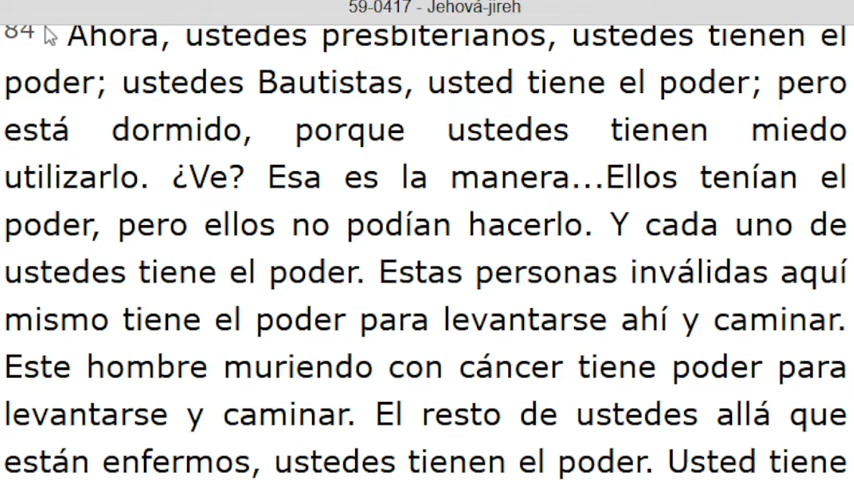 59-0417 - Jehová-jireh
84 Ahora, ustedes presbiterianos, ustedes tienen el
poder; ustedes Bautistas, usted tiene el poder; pero
está dormido, porque ustedes tienen miedo
utilizarlo. ¿Ve? Esa es la manera...Ellos tenían el
poder, pero ellos no podían hacerlo. Y cada uno de
ustedes tiene el poder. Estas personas inválidas aquí
mismo tiene el poder para levantarse ahí y caminar.
Este hombre muriendo con cáncer tiene poder para
levantarse y caminar. El resto de ustedes allá que
están enfermos, ustedes tienen el poder. Usted tiene